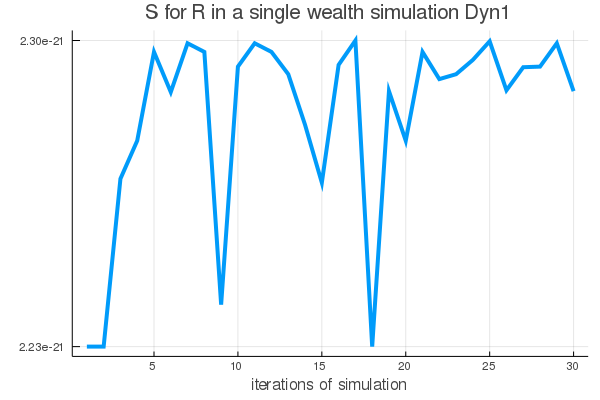 S for R in a single wealth simulation Dyn1
2.30e-21
2.23e-21
5 10 15 20 25 30
iterations of simulation